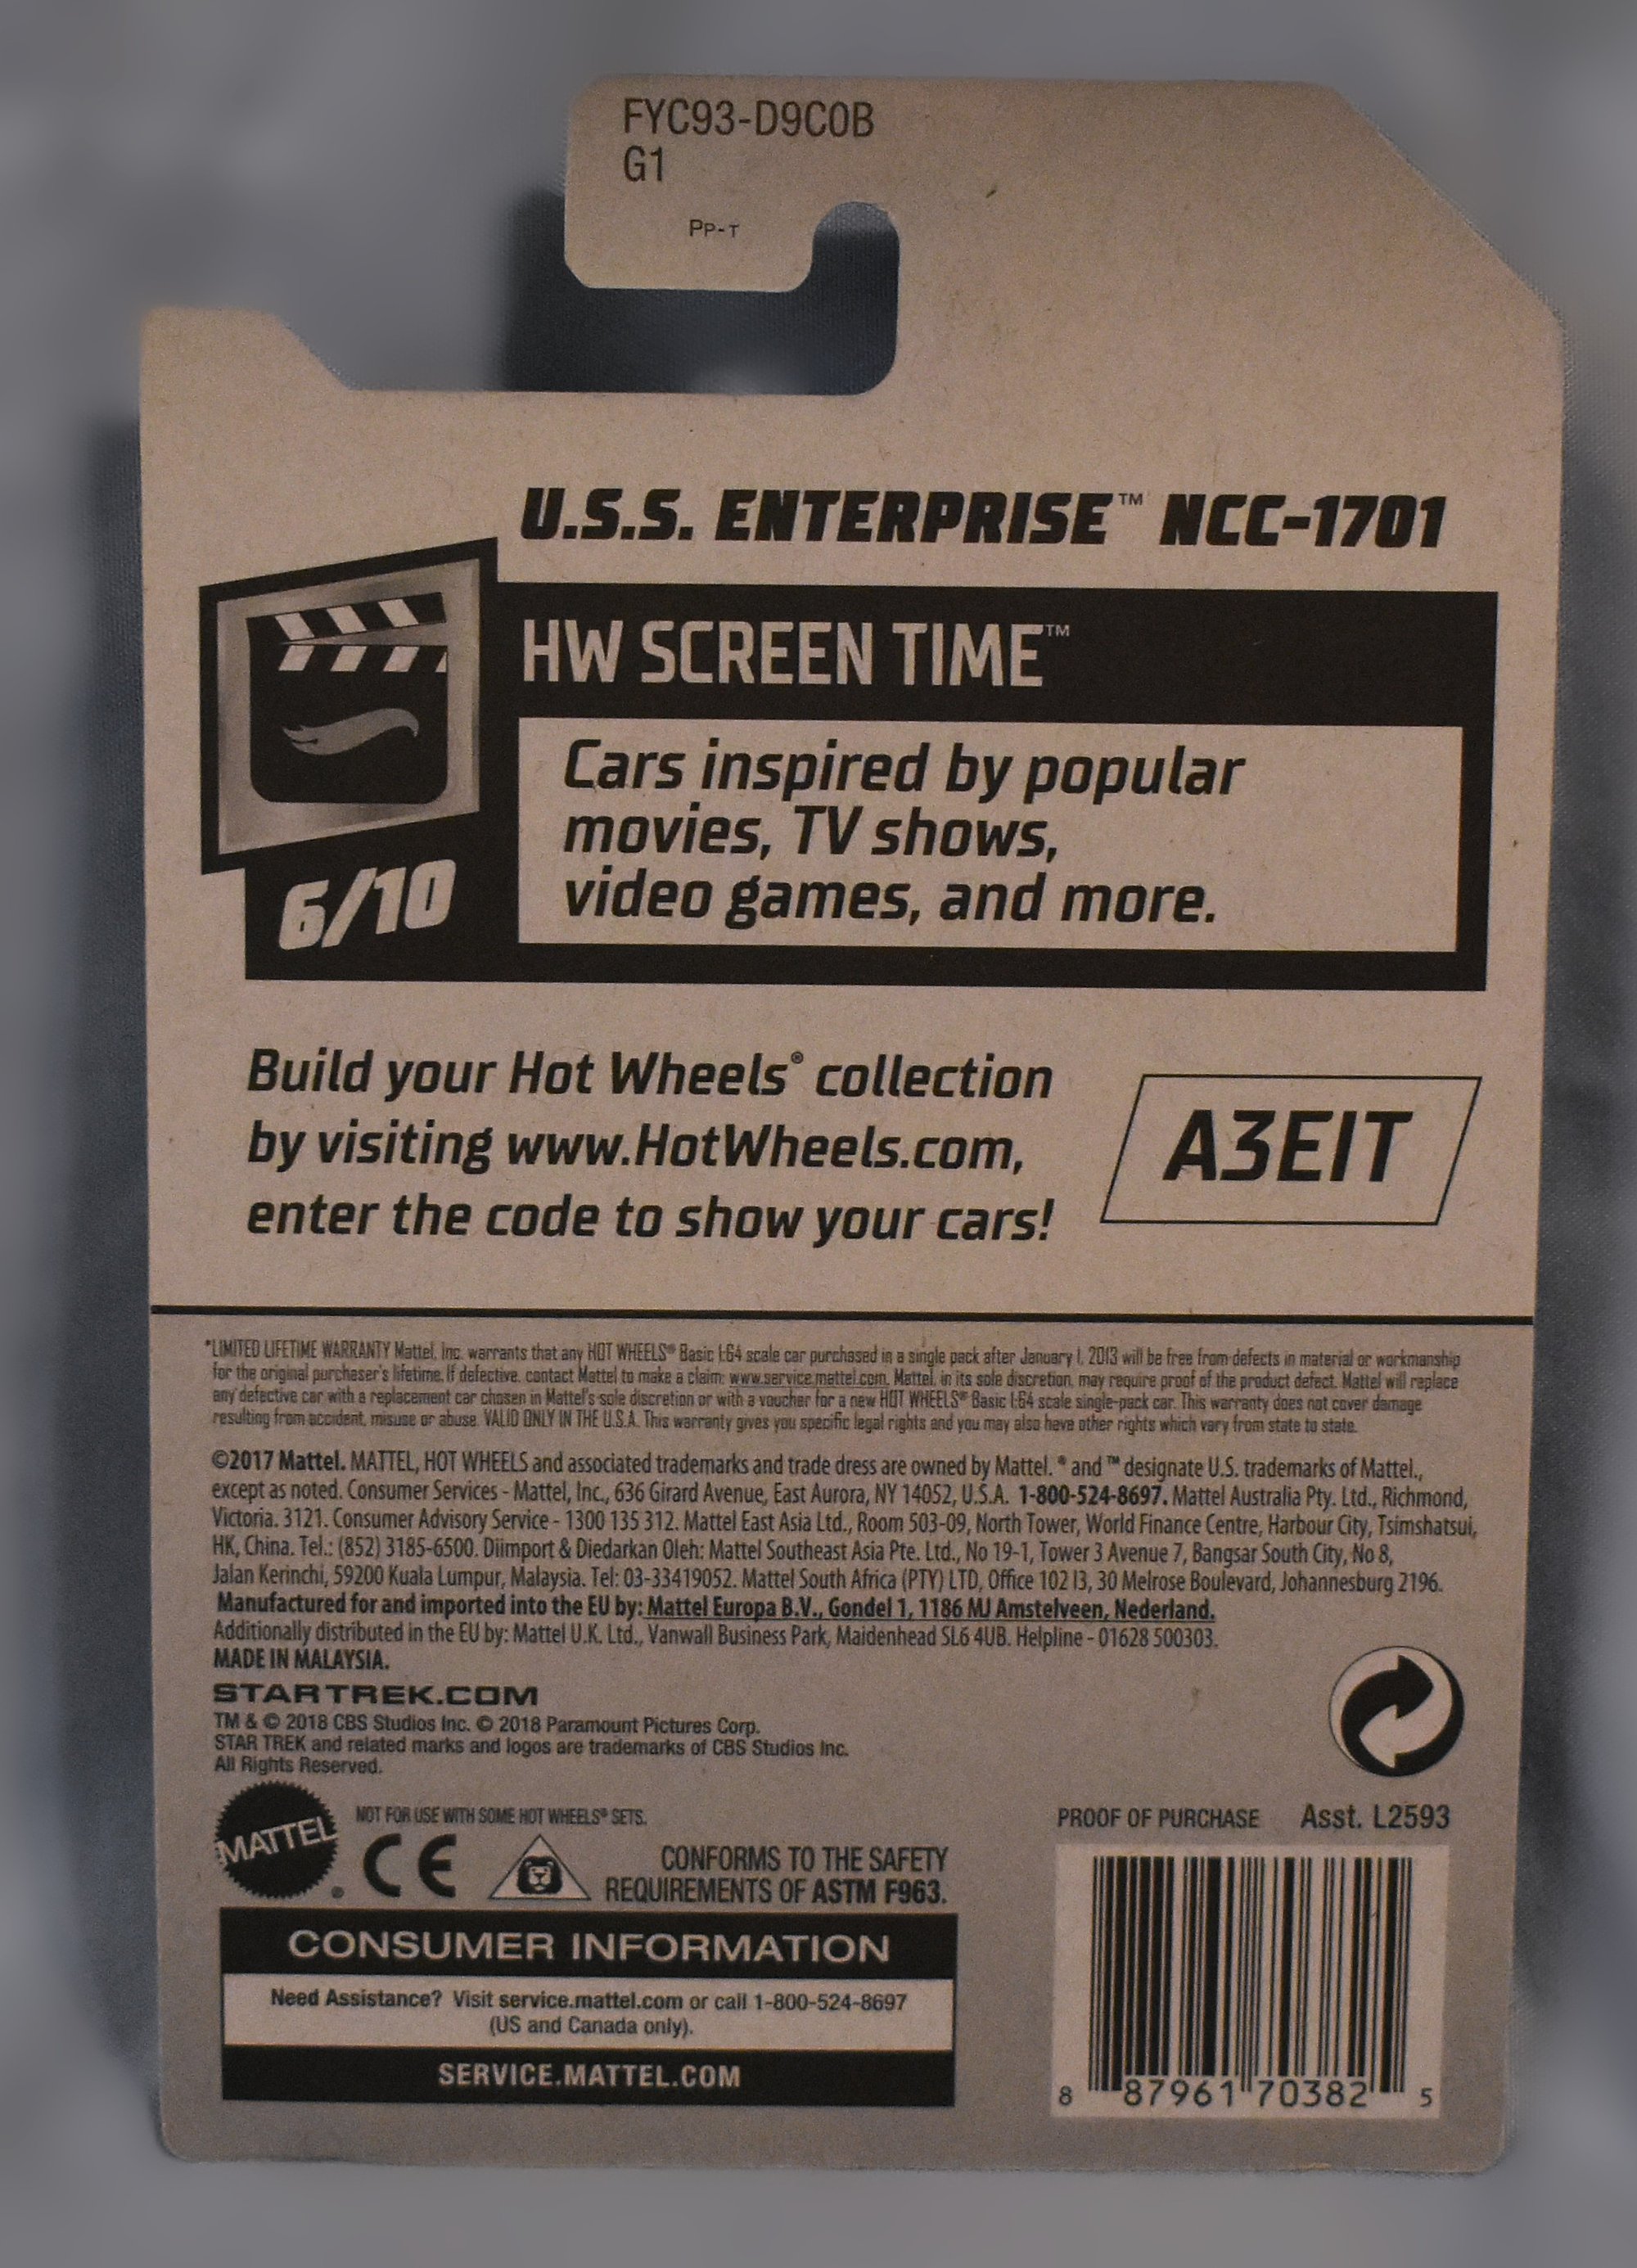 FYC93-D9C0B
G1
PP-T
U.S.S. ENTERPRISE™ NCC-1701
HW SCREEN TIME™
Cars inspired by popular
movies, TV shows,
video games, and more.
6/10
Build your Hot Wheels® collection
by visiting www.HotWheels.com,
enter the code to show your cars!
A3EIT
*LIMITED LIFETIME WARRANTY Mattel, Inc. warrants that any HOT WHEELS® Basic 1:64 scale car purchased in a single pack after January 1, 2013 will be free from defects in material or workmanship
for the original purchaser's lifetime. If defective, contact Mattel to make a claim: www.service.mattel.com. Mattel, in its sole discretion, may require proof of the product defect. Mattel will replace
any defective car with a replacement car chosen in Mattel's sole discretion or with a voucher for a new HOT WHEELS® Basic 1:64 scale single-pack car. This warranty does not cover damage
resulting from accident, misuse or abuse. VALID ONLY IN THE U.S.A. This warranty gives you specific legal rights and you may also have other rights which vary from state to state.
©2017 Mattel. MATTEL, HOT WHEELS and associated trademarks and trade dress are owned by Mattel. ® and ™ designate U.S. trademarks of Mattel.,
except as noted. Consumer Services - Mattel, Inc., 636 Girard Avenue, East Aurora, NY 14052, U.S.A. 1-800-524-8697. Mattel Australia Pty. Ltd., Richmond,
Victoria. 3121. Consumer Advisory Service - 1300 135 312. Mattel East Asia Ltd., Room 503-09, North Tower, World Finance Centre, Harbour City, Tsimshatsui,
HK, China. Tel.: (852) 3185-6500. Diimport & Diedarkan Oleh: Mattel Southeast Asia Pte. Ltd., No 19-1, Tower 3 Avenue 7, Bangsar South City, No 8,
Jalan Kerinchi, 59200 Kuala Lumpur, Malaysia. Tel: 03-33419052. Mattel South Africa (PTY) LTD, Office 102 I3, 30 Melrose Boulevard, Johannesburg 2196.
Manufactured for and imported into the EU by: Mattel Europa B.V., Gondel 1, 1186 MJ Amstelveen, Nederland.
Additionally distributed in the EU by: Mattel U.K. Ltd., Vanwall Business Park, Maidenhead SL6 4UB. Helpline - 01628 500303.
MADE IN MALAYSIA.
STARTREK.COM
TM & © 2018 CBS Studios Inc. © 2018 Paramount Pictures Corp.
STAR TREK and related marks and logos are trademarks of CBS Studios Inc.
All Rights Reserved.
MATTEL®
NOT FOR USE WITH SOME HOT WHEELS® SETS.
CE
CONFORMS TO THE SAFETY
REQUIREMENTS OF ASTM F963.
PROOF OF PURCHASE Asst. L2593
CONSUMER INFORMATION
Need Assistance? Visit service.mattel.com or call 1-800-524-8697
(US and Canada only).
SERVICE.MATTEL.COM
8 87961 70382 5